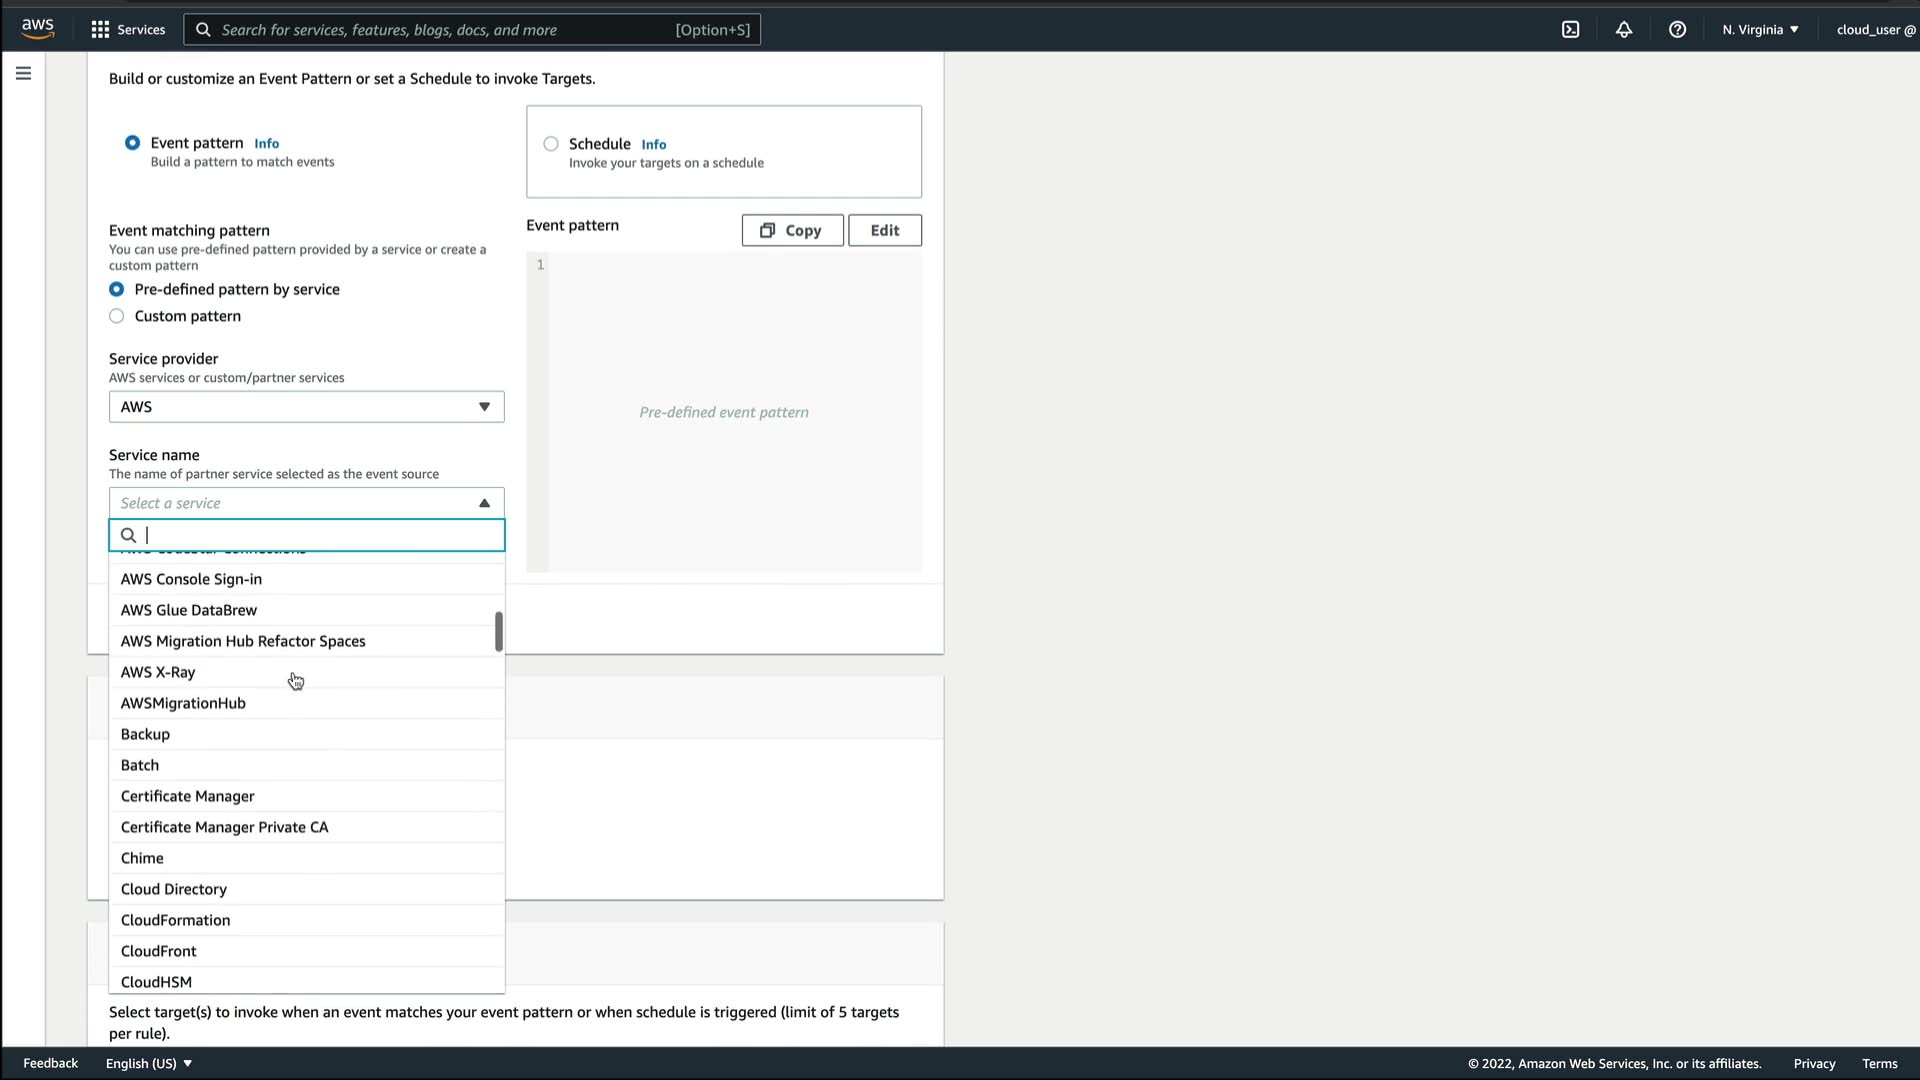 aws
Services
Search for services, features, blogs, docs, and more
[Option+S]
N. Virginia
cloud_user @
Build or customize an Event Pattern or set a Schedule to invoke Targets.
Event pattern Info
Build a pattern to match events
Schedule Info
Invoke your targets on a schedule
Event matching pattern
You can use pre-defined pattern provided by a service or create a
custom pattern
Pre-defined pattern by service
Custom pattern
Event pattern
Copy
Edit
1
Pre-defined event pattern
Service provider
AWS services or custom/partner services
AWS
Service name
The name of partner service selected as the event source
Select a service
AWS CodeStar Connections
AWS Console Sign-in
AWS Glue DataBrew
AWS Migration Hub Refactor Spaces
AWS X-Ray
AWSMigrationHub
Backup
Batch
Certificate Manager
Certificate Manager Private CA
Chime
Cloud Directory
CloudFormation
CloudFront
CloudHSM
Select target(s) to invoke when an event matches your event pattern or when schedule is triggered (limit of 5 targets
per rule).
Feedback
English (US)
© 2022, Amazon Web Services, Inc. or its affiliates.
Privacy
Terms